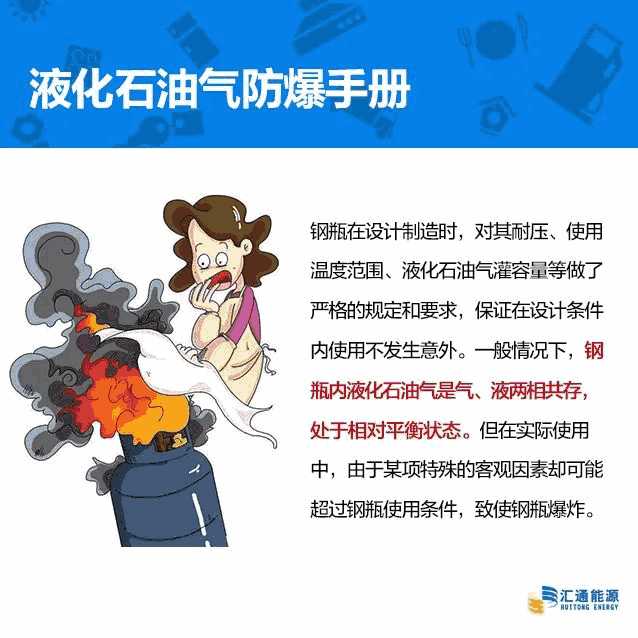 液化石油气防爆手册
钢瓶在设计制造时，对其耐压、使用
温度范围、液化石油气灌容量等做了
严格的规定和要求，保证在设计条件
内使用不发生意外。一般情况下，钢
瓶内液化石油气是气、液两相共存，
处于相对平衡状态。但在实际使用
中，由于某项特殊的客观因素却可能
超过钢瓶使用条件，致使钢瓶爆炸。
汇通能源
HUITONG ENERGY